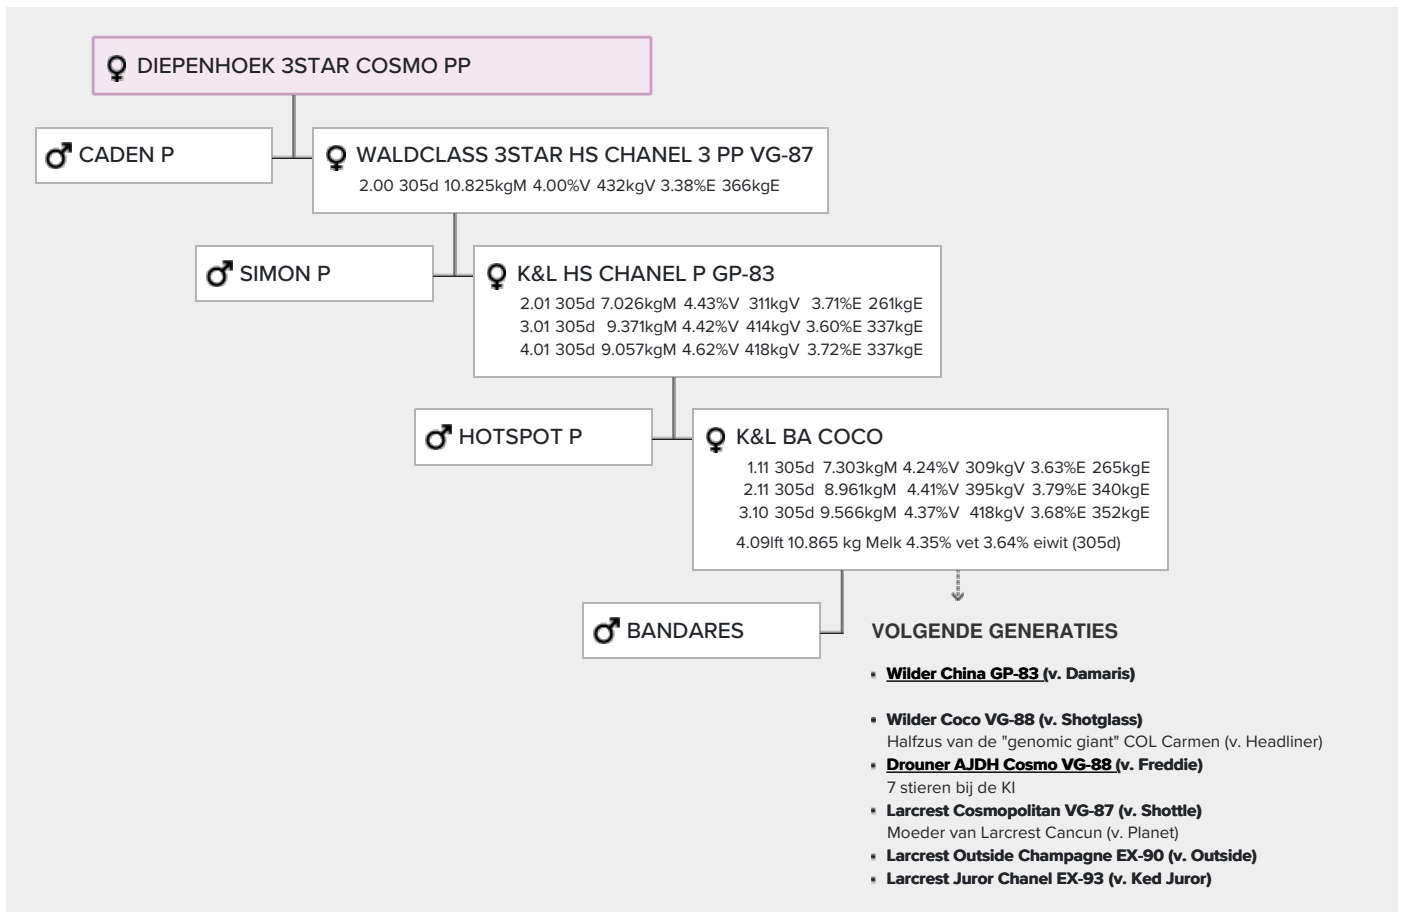 DIEPENHOEK 3STAR COSMO PP
CADEN P
WALDCLASS 3STAR HS CHANEL 3 PP VG-87
2.00 305d 10.825kgM 4.00%V 432kgV 3.38%E 366kgE
SIMON P
K&L HS CHANEL P GP-83
2.01 305d 7.026kgM 4.43%V 311kgV 3.71%E 261kgE
3.01 305d 9.371kgM 4.42%V 414kgV 3.60%E 337kgE
4.01 305d 9.057kgM 4.62%V 418kgV 3.72%E 337kgE
HOTSPOT P
K&L BA COCO
1.11 305d 7.303kgM 4.24%V 309kgV 3.63%E 265kgE
2.11 305d 8.961kgM 4.41%V 395kgV 3.79%E 340kgE
3.10 305d 9.566kgM 4.37%V 418kgV 3.68%E 352kgE
4.09lft 10.865 kg Melk 4.35% vet 3.64% eiwit (305d)
BANDARES
VOLGENDE GENERATIES
Wilder China GP-83 (v. Damaris)
Wilder Coco VG-88 (v. Shotglass)
Halfzus van de "genomic giant" COL Carmen (v. Headliner)
Drouner AJDH Cosmo VG-88 (v. Freddie)
7 stieren bij de KI
Larcrest Cosmopolitan VG-87 (v. Shottle)
Moeder van Larcrest Cancun (v. Planet)
Larcrest Outside Champagne EX-90 (v. Outside)
Larcrest Juror Chanel EX-93 (v. Ked Juror)